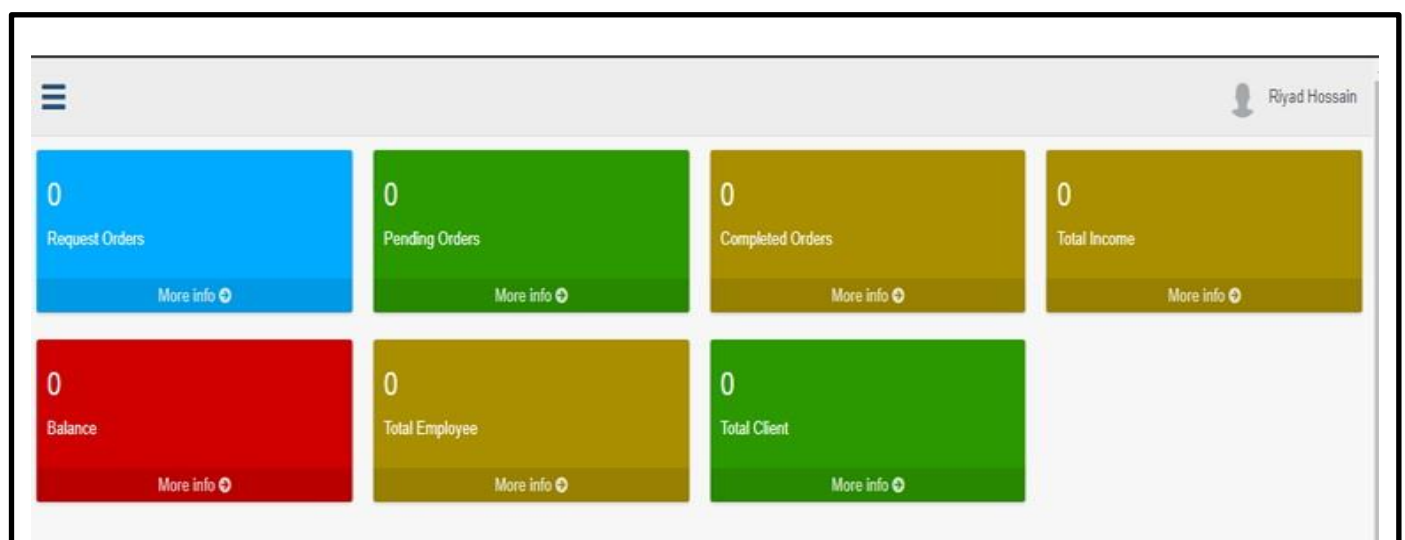 Riyad Hossain
0
Request Orders
More info
0
Pending Orders
More info
0
Completed Orders
More info
0
Total Income
More info
0
Balance
More info
0
Total Employee
More info
0
Total Client
More info